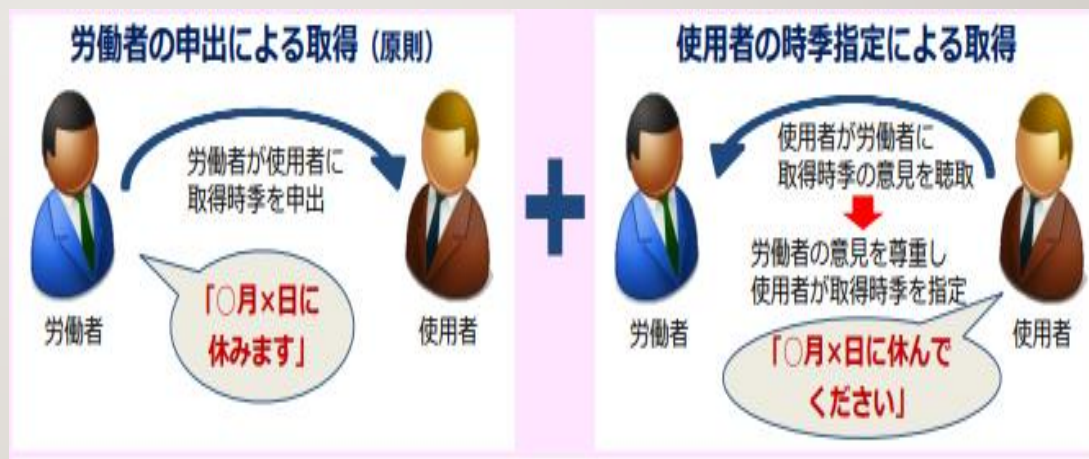 労働者の申出による取得（原則）
労働者が使用者に
取得時季を申出
「○月×日に
休みます」
労働者
使用者
+
使用者の時季指定による取得
使用者が労働者に
取得時季の意見を聴取
労働者の意見を尊重し
使用者が取得時季を指定
「○月×日に休んで
ください」
労働者
使用者